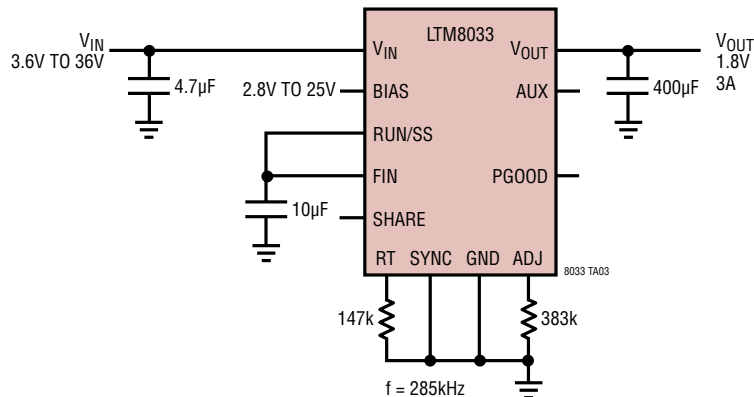 LTM8033
VIN
3.6V TO 36V
VIN
VOUT
VOUT
1.8V
3A
4.7µF
2.8V TO 25V
BIAS
AUX
400µF
RUN/SS
FIN
PGOOD
10µF
SHARE
RT SYNC GND ADJ
8033 TA03
147k
383k
f = 285kHz